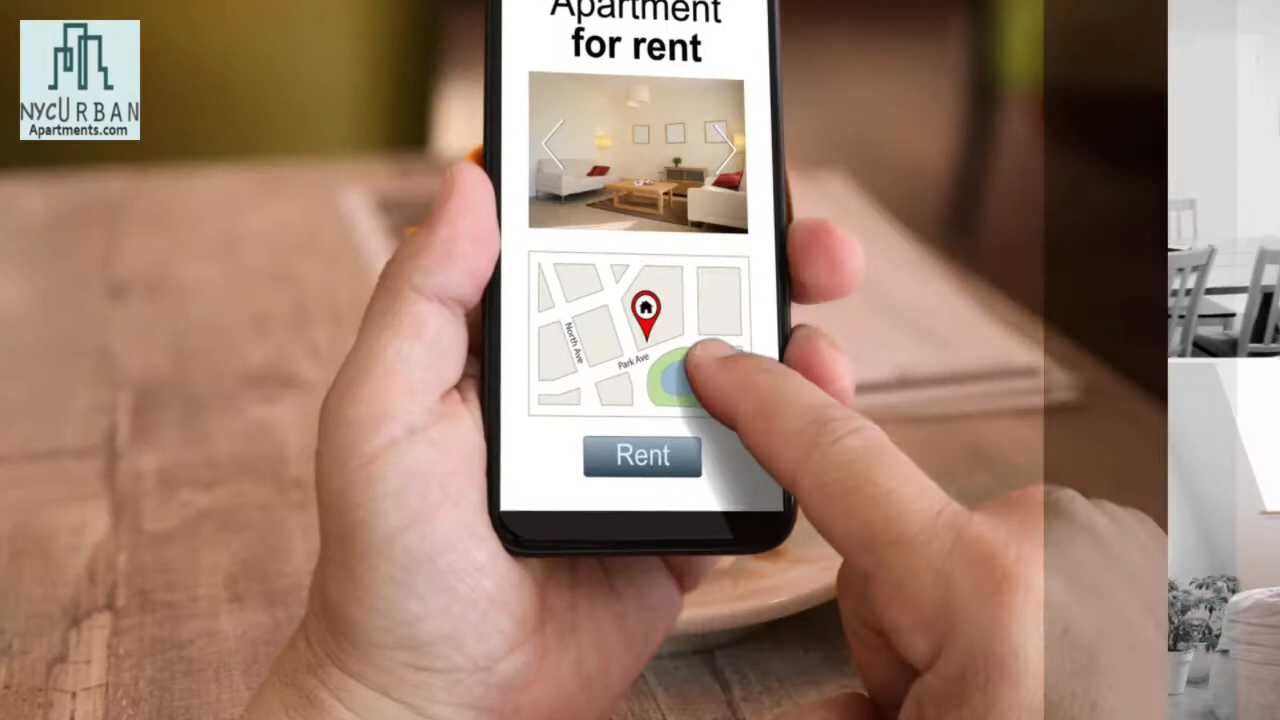 NYCURBAN
Apartments.com
Apartment
for rent
North Ave
Park Ave
Rent